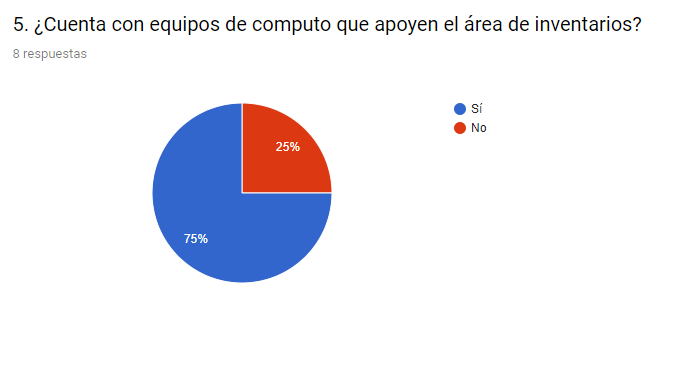 5. ¿Cuenta con equipos de computo que apoyen el área de inventarios?
8 respuestas
Sí
No
25%
75%